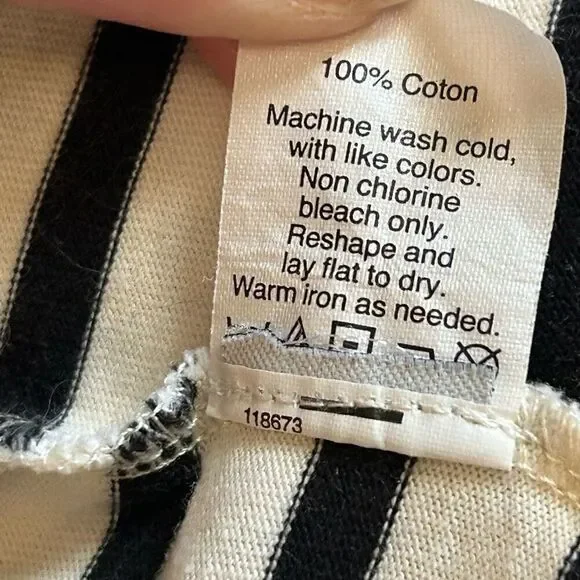 100% Coton
Machine wash cold,
with like colors.
Non chlorine
bleach only.
Reshape and
lay flat to dry.
Warm iron as needed.
118673